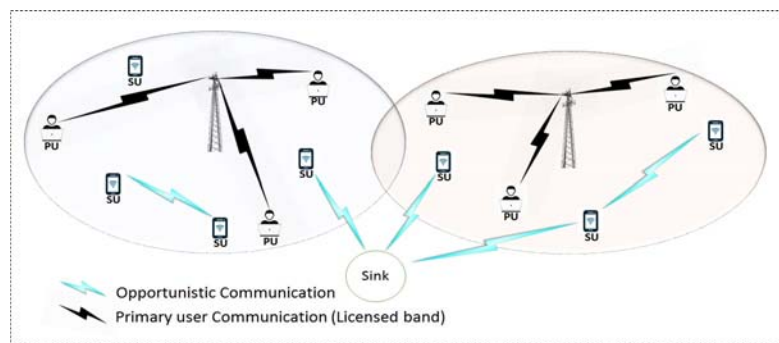 SU
PU
PU
PU
PU
SU
SU
SU
SU
SU
PU
PU
SU
SU
Sink
Opportunistic Communication
Primary user Communication (Licensed band)